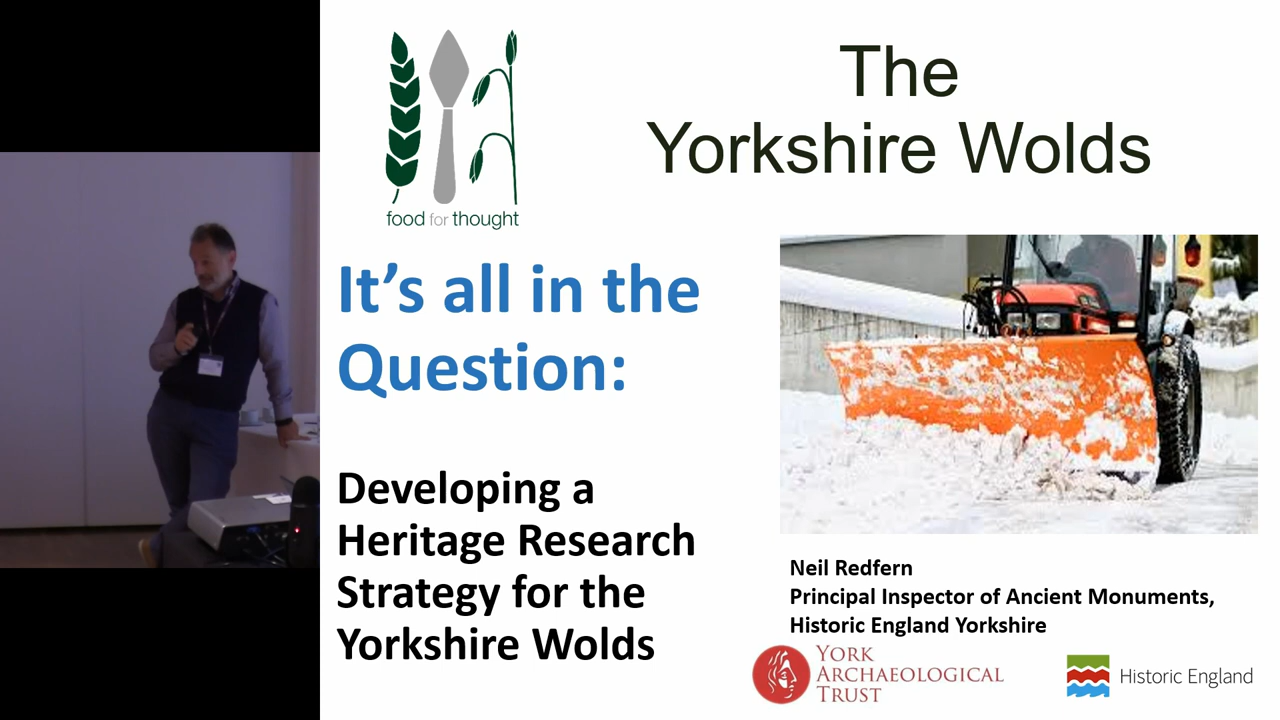 The
Yorkshire Wolds
food for thought
It's all in the
Question:
Developing a
Heritage Research
Strategy for the
Yorkshire Wolds
Neil Redfern
Principal Inspector of Ancient Monuments,
Historic England Yorkshire
YORK
ARCHAEOLOGICAL
TRUST
Historic England